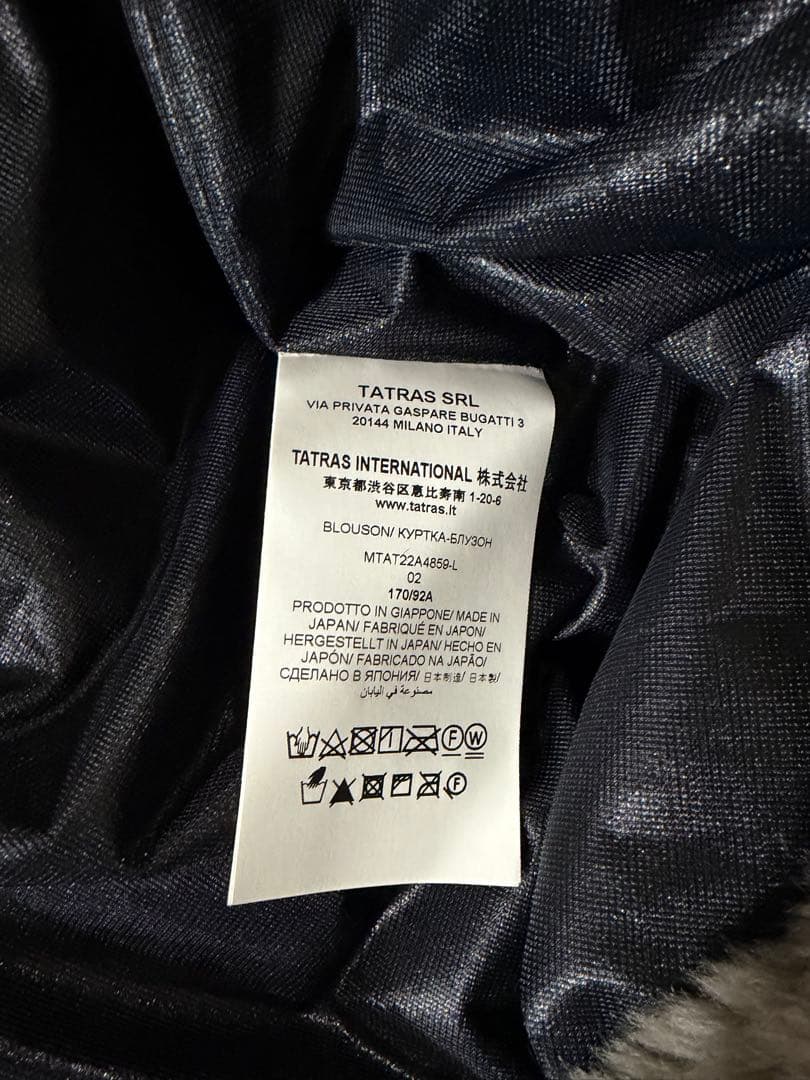 TATRAS SRL
VIA PRIVATA GASPARE BUGATTI 3
20144 MILANO ITALY
TATRAS INTERNATIONAL 株式会社
東京都渋谷区恵比寿南 1-20-6
www.tatras.it
BLOUSON/ КУРТКА-БЛУЗОН
MTAT22A4859-L
02
170/92A
PRODOTTO IN GIAPPONE/ MADE IN
JAPAN/ FABRIQUÉ EN JAPON/
HERGESTELLT IN JAPAN/ HECHO EN
JAPÓN/ FABRICADO NA JAPÃO/
СДЕЛАНО В ЯПОНИЯ/ 日本制造/ 日本製/
مصنوعة في اليابان
F W
F